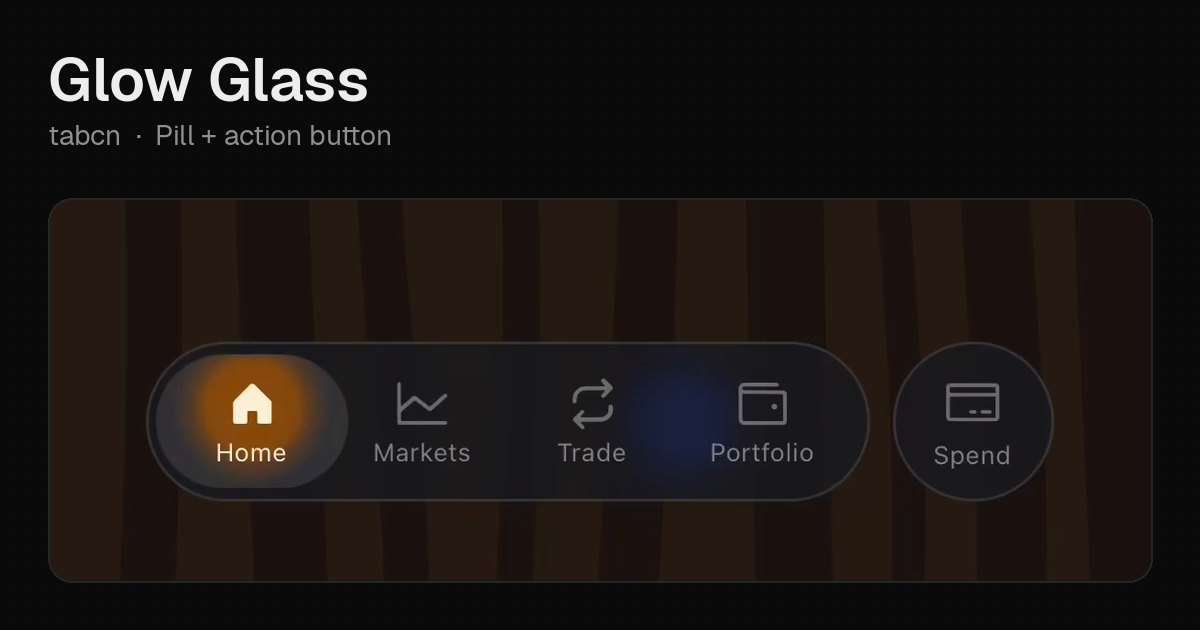 Glow Glass
tabcn · Pill + action button
Home Markets Trade Portfolio Spend